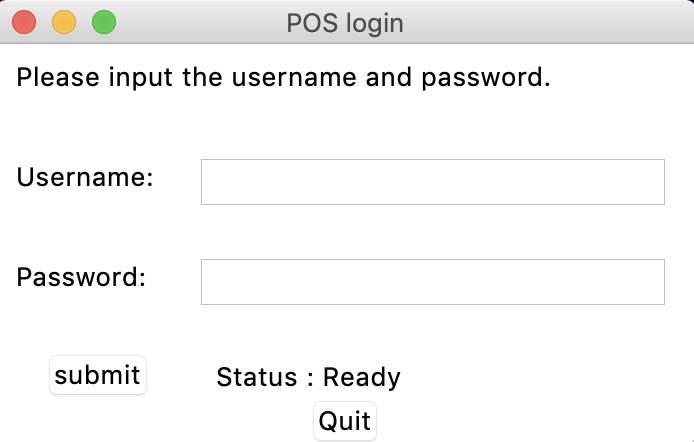 POS login
Please input the username and password.
Username:
Password:
submit Status : Ready
Quit